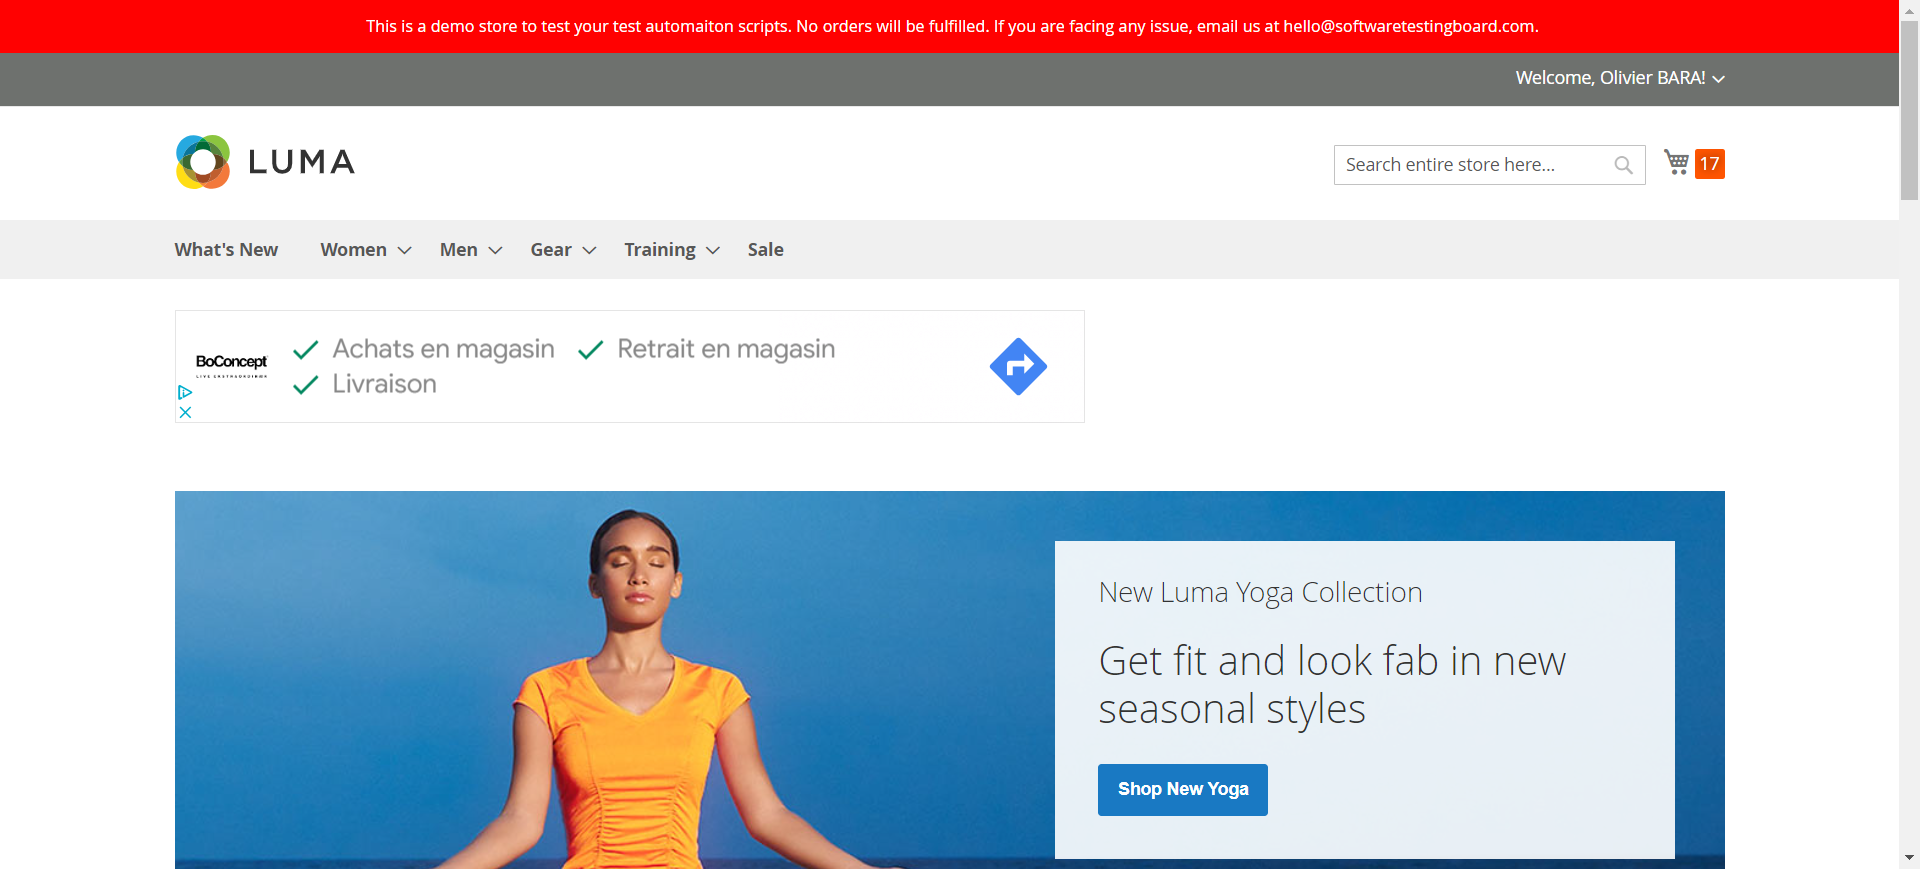 This is a demo store to test your test automaiton scripts. No orders will be fulfilled. If you are facing any issue, email us at hello@softwaretestingboard.com.
Welcome, Olivier BARA!
LUMA
Search entire store here...
17
What's New Women Men Gear Training Sale
BoConcept
Achats en magasin Retrait en magasin
Livraison
New Luma Yoga Collection
Get fit and look fab in new
seasonal styles
Shop New Yoga